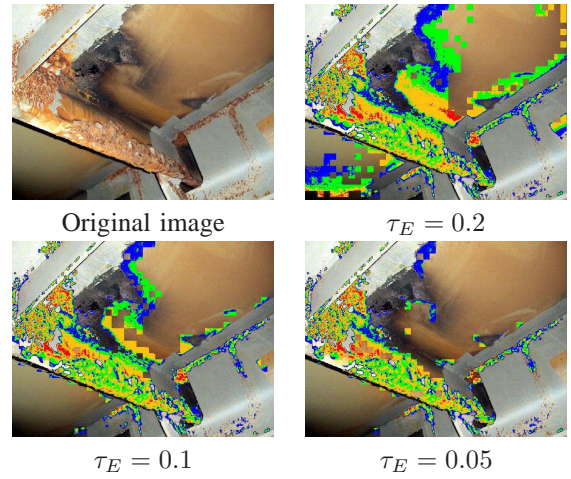 Original image
τ_E = 0.2
τ_E = 0.1
τ_E = 0.05